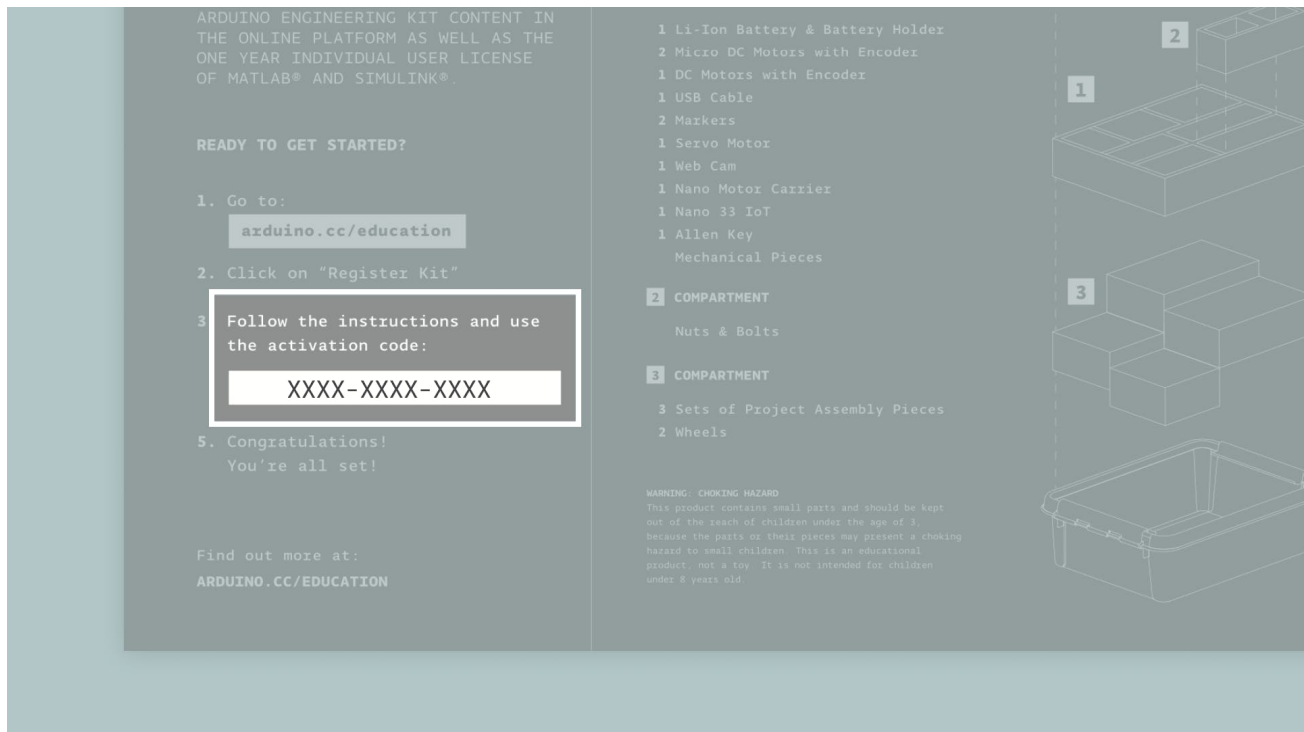 ARDUINO ENGINEERING KIT CONTENT IN
THE ONLINE PLATFORM AS WELL AS THE
ONE YEAR INDIVIDUAL USER LICENSE
OF MATLAB® AND SIMULINK®.
READY TO GET STARTED?
1. Go to:
arduino.cc/education
2. Click on “Register Kit”
3
Follow the instructions and use
the activation code:
XXXX-XXXX-XXXX
5. Congratulations!
You’re all set!
Find out more at:
ARDUINO.CC/EDUCATION
1 Li-Ion Battery & Battery Holder
2 Micro DC Motors with Encoder
1 DC Motors with Encoder
1 USB Cable
2 Markers
1 Servo Motor
1 Web Cam
1 Nano Motor Carrier
1 Nano 33 IoT
1 Allen Key
Mechanical Pieces
2 COMPARTMENT
Nuts & Bolts
3 COMPARTMENT
3 Sets of Project Assembly Pieces
2 Wheels
WARNING: CHOKING HAZARD
This product contains small parts and should be kept
out of the reach of children under the age of 3,
because the parts or their pieces may present a choking
hazard to small children. This is an educational
product, not a toy. It is not intended for children
under 8 years old.
2
1
3